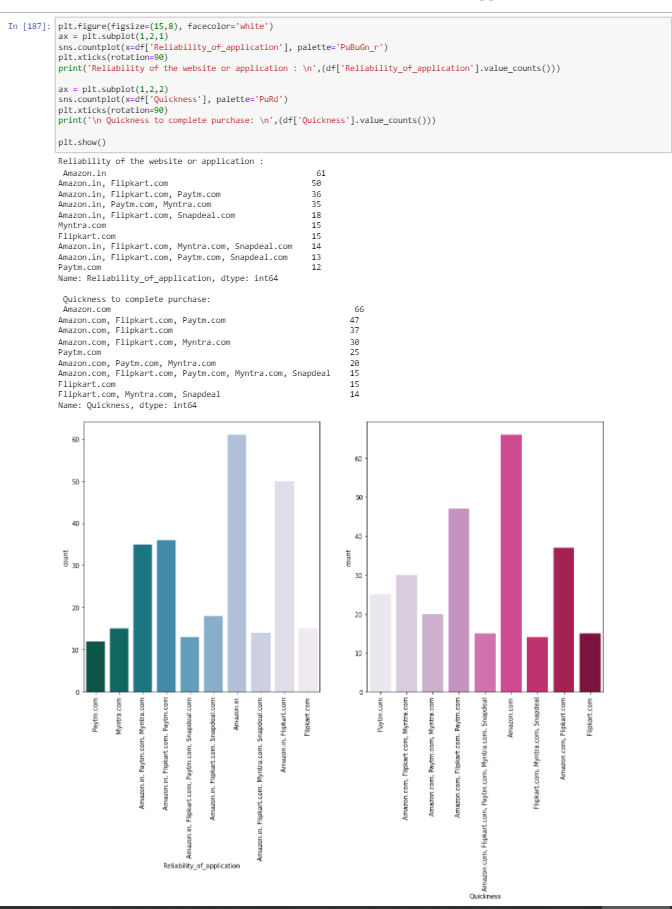 In [187]: plt.figure(figsize=(15,8), facecolor='white')
ax = plt.subplot(1,2,1)
sns.countplot(x=df['Reliability_of_application'], palette='PuBuGn_r')
plt.xticks(rotation=90)
print('Reliability of the website or application : \n',(df['Reliability_of_application'].value_counts()))
ax = plt.subplot(1,2,2)
sns.countplot(x=df['Quickness'], palette='PuRd')
plt.xticks(rotation=90)
print('\n Quickness to complete purchase: \n',(df['Quickness'].value_counts()))
plt.show()
Reliability of the website or application :
Amazon.in 61
Amazon.in, Flipkart.com 50
Amazon.in, Flipkart.com, Paytm.com 36
Amazon.in, Paytm.com, Myntra.com 35
Amazon.in, Flipkart.com, Snapdeal.com 18
Myntra.com 15
Flipkart.com 15
Amazon.in, Flipkart.com, Myntra.com, Snapdeal.com 14
Amazon.in, Flipkart.com, Paytm.com, Snapdeal.com 13
Paytm.com 12
Name: Reliability_of_application, dtype: int64
Quickness to complete purchase:
Amazon.com 66
Amazon.com, Flipkart.com, Paytm.com 47
Amazon.com, Flipkart.com 37
Amazon.com, Flipkart.com, Myntra.com 30
Paytm.com 25
Amazon.com, Paytm.com, Myntra.com 20
Amazon.com, Flipkart.com, Paytm.com, Myntra.com, Snapdeal 15
Flipkart.com 15
Flipkart.com, Myntra.com, Snapdeal 14
Name: Quickness, dtype: int64
60
50
40
30
20
10
0
count
Paytm.com
Myntra.com
Amazon.in, Paytm.com, Myntra.com
Amazon.in, Flipkart.com, Paytm.com
Amazon.in, Flipkart.com, Paytm.com, Snapdeal.com
Amazon.in, Flipkart.com, Snapdeal.com
Amazon.in
Amazon.in, Flipkart.com, Myntra.com, Snapdeal.com
Amazon.in, Flipkart.com
Flipkart.com
Reliability_of_application
60
50
40
30
20
10
0
count
Paytm.com
Amazon.com, Flipkart.com, Myntra.com
Amazon.com, Paytm.com, Myntra.com
Amazon.com, Flipkart.com, Paytm.com
Amazon.com, Flipkart.com, Paytm.com, Myntra.com, Snapdeal
Amazon.com
Flipkart.com, Myntra.com, Snapdeal
Amazon.com, Flipkart.com
Flipkart.com
Quickness